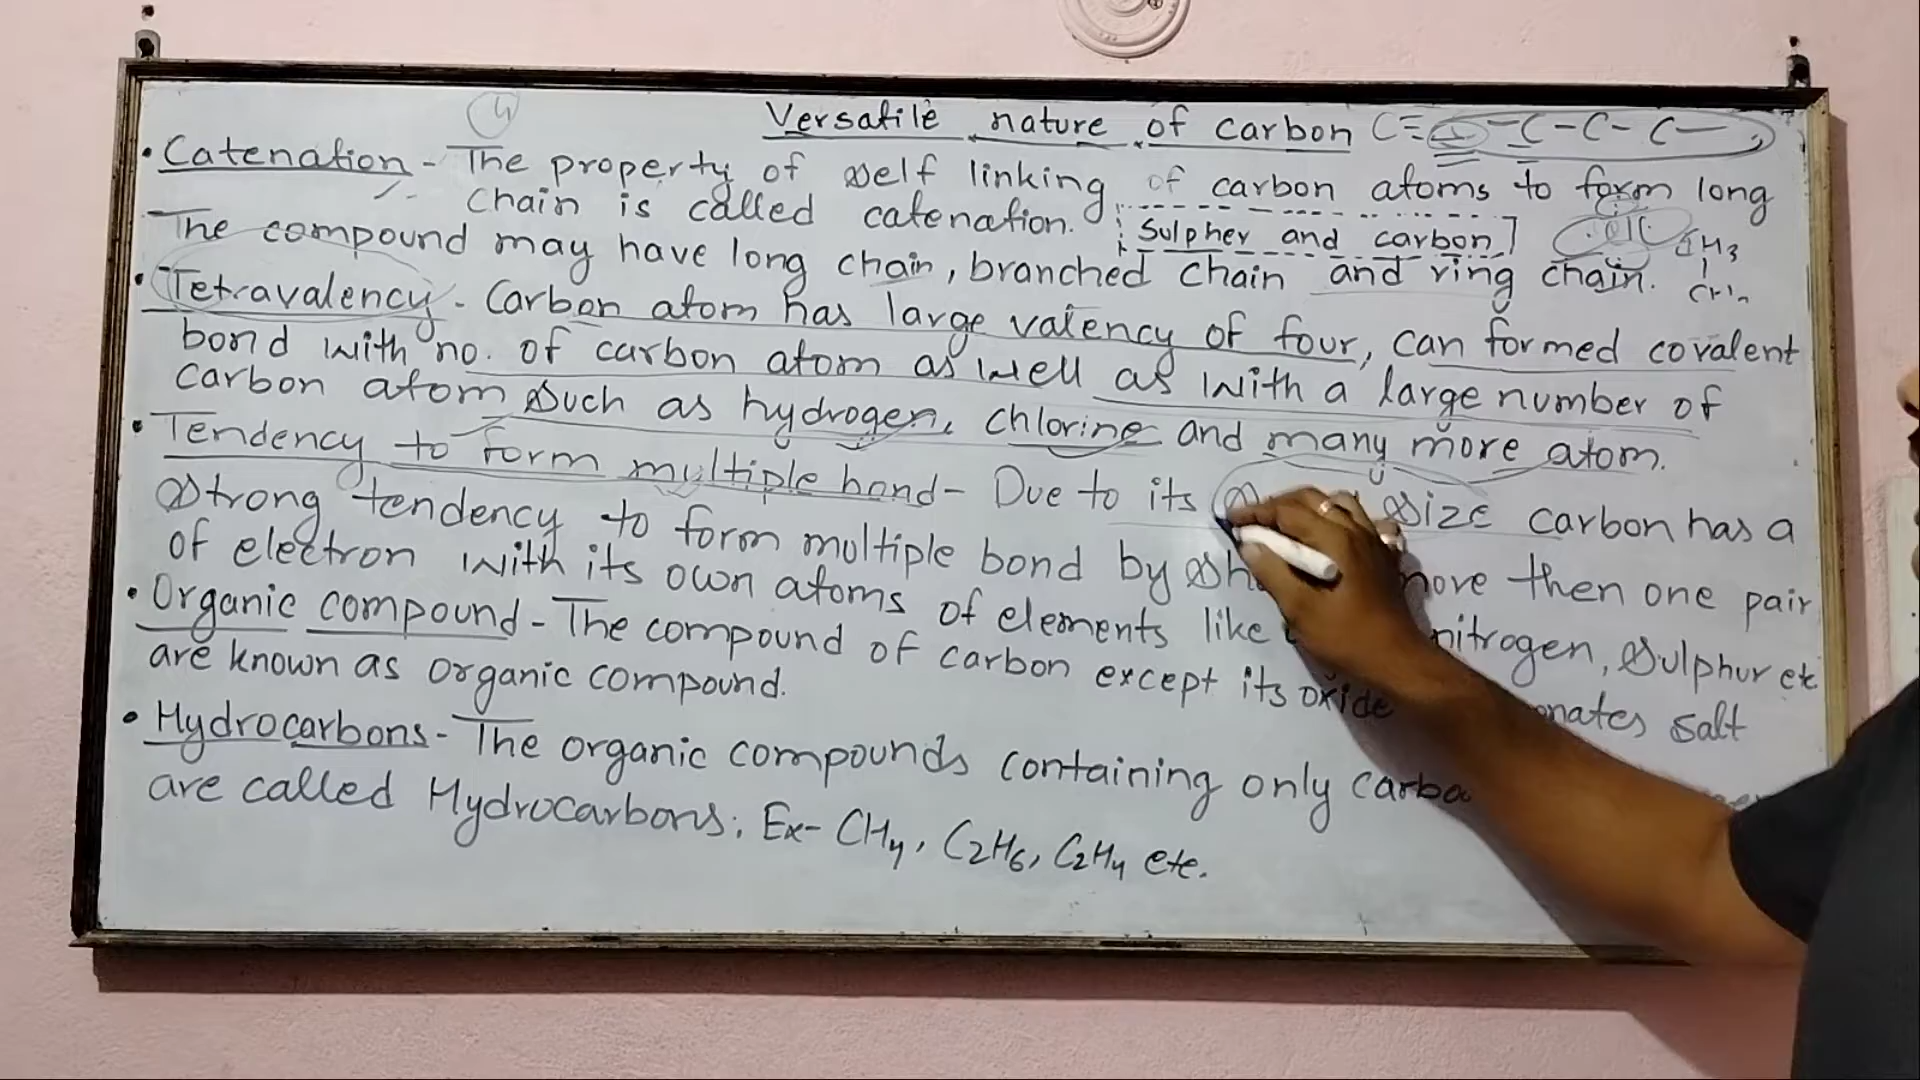 4
Versatile nature of carbon C≡C-C-C-C-
• Catenation - The property of self linking of carbon atoms to form long
chain is called catenation. [Sulpher and carbon]
The compound may have long chain, branched chain and ring chain.
CH3
• Tetravalency - Carbon atom has large valency of four, can formed covalent
bond with no. of carbon atom as well as with a large number of
carbon atom such as hydrogen, chlorine and many more atom.
• Tendency to form multiple bond - Due to its size carbon has a
strong tendency to form multiple bond by more then one pair
of electron with its own atoms of elements like nitrogen, Sulphur etc
• Organic compound - The compound of carbon except its oxide salt
are known as organic compound.
• Hydrocarbons - The organic compounds containing only
are called Hydrocarbons. Ex- CH4, C2H6, C2H4 etc.